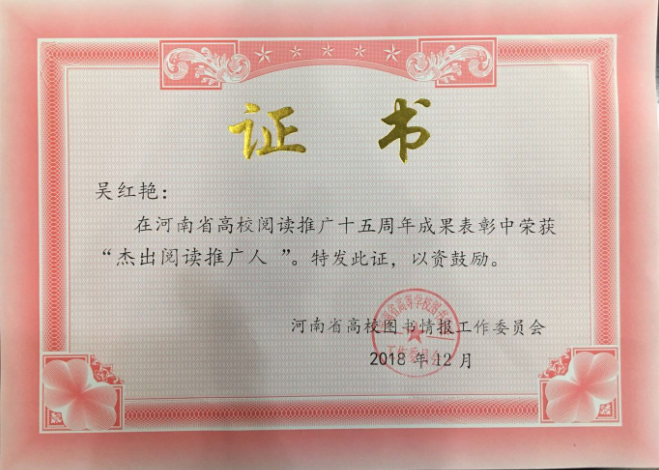 证 书
吴红艳：
在河南省高校阅读推广十五周年成果表彰中荣获
“杰出阅读推广人 ”。特发此证，以资鼓励。
河南省高校图书情报工作委员会
2018 年 12 月